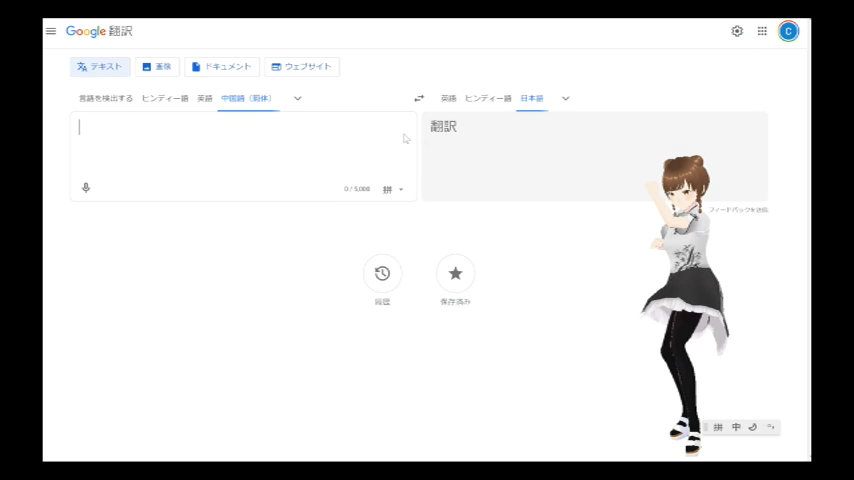 Google 翻訳
C
テキスト 画像 ドキュメント ウェブサイト
言語を検出する ヒンディー語 英語 中国語（簡体） 英語 ヒンディー語 日本語
翻訳
0 / 5,000 拼
フィードバックを送信
履歴 保存済み
拼 中